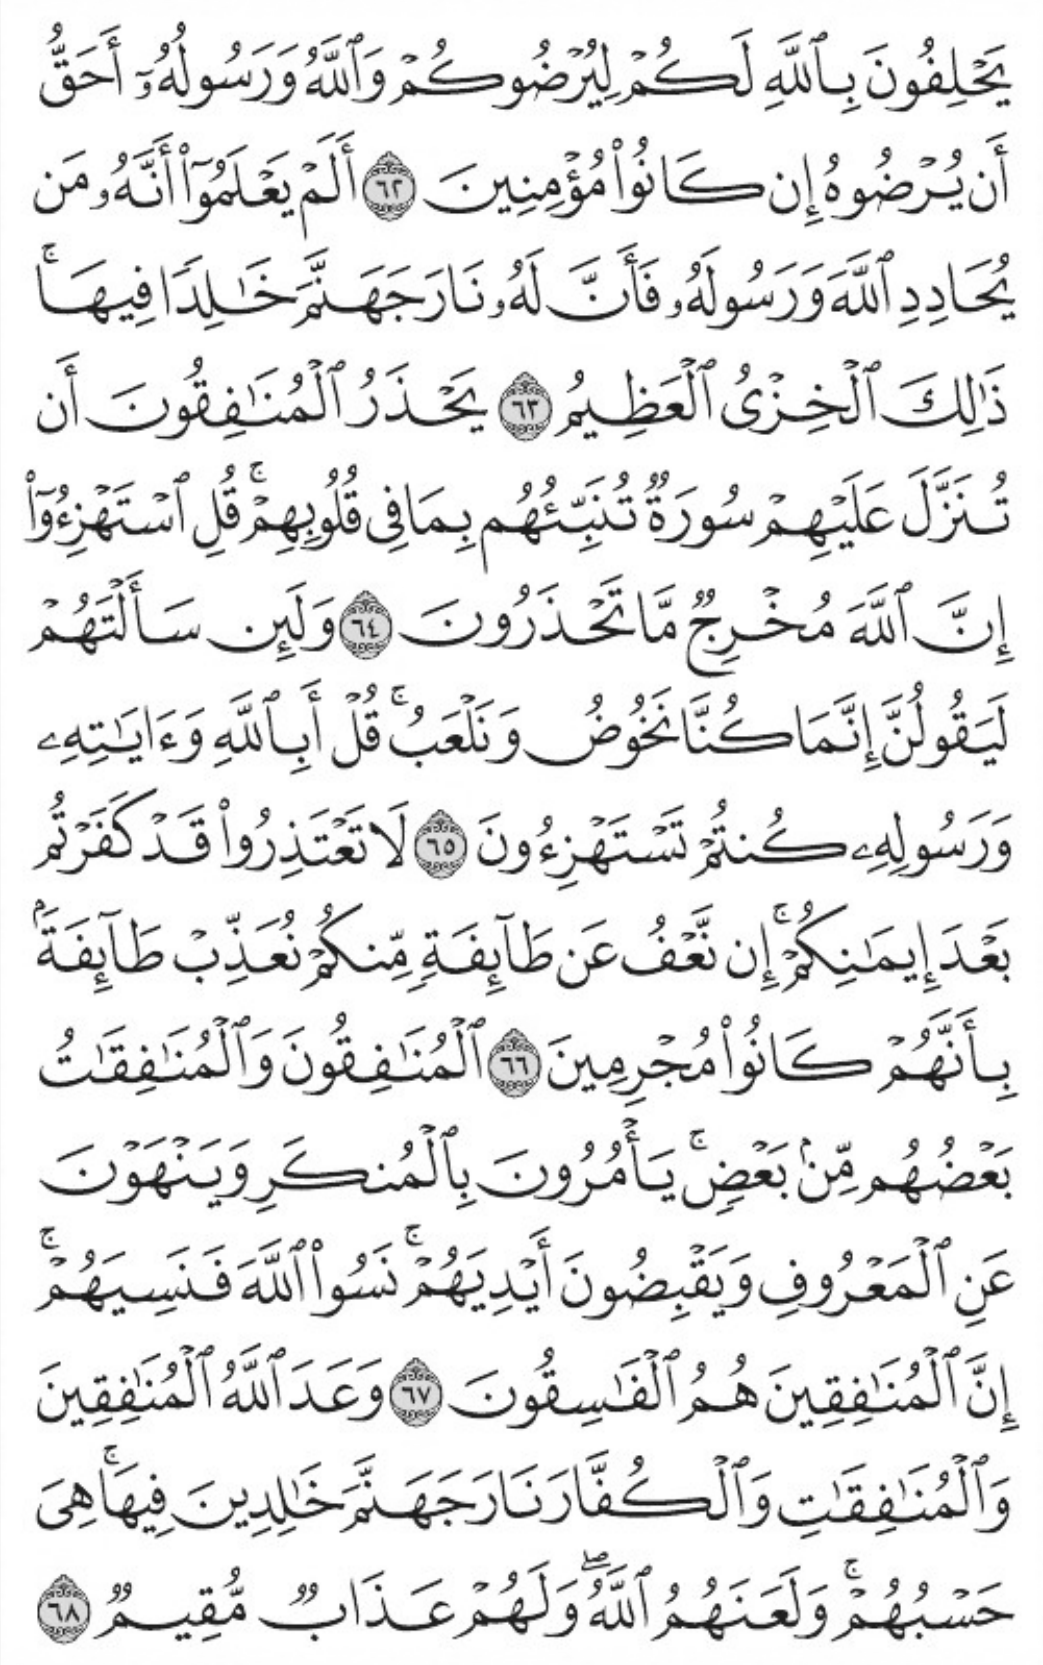 يَحۡلِفُونَ بِٱللَّهِ لَكُمۡ لِيُرۡضُوكُمۡ وَٱللَّهُ وَرَسُولُهُۥٓ أَحَقُّ
أَن يُرۡضُوهُ إِن كَانُواْ مُؤۡمِنِينَ ٦٢ أَلَمۡ يَعۡلَمُوٓاْ أَنَّهُۥ مَن
يُحَادِدِ ٱللَّهَ وَرَسُولَهُۥ فَأَنَّ لَهُۥ نَارَ جَهَنَّمَ خَٰلِدٗا فِيهَاۚ
ذَٰلِكَ ٱلۡخِزۡيُ ٱلۡعَظِيمُ ٦٣ يَحۡذَرُ ٱلۡمُنَٰفِقُونَ أَن
تُنَزَّلَ عَلَيۡهِمۡ سُورَةٞ تُنَبِّئُهُم بِمَا فِي قُلُوبِهِمۡۚ قُلِ ٱسۡتَهۡزِءُوٓاْ
إِنَّ ٱللَّهَ مُخۡرِجٞ مَّا تَحۡذَرُونَ ٦٤ وَلَئِن سَأَلۡتَهُمۡ
لَيَقُولُنَّ إِنَّمَا كُنَّا نَخُوضُ وَنَلۡعَبُۚ قُلۡ أَبِٱللَّهِ وَءَايَٰتِهِۦ
وَرَسُولِهِۦ كُنتُمۡ تَسۡتَهۡزِءُونَ ٦٥ لَا تَعۡتَذِرُواْ قَدۡ كَفَرۡتُم
بَعۡدَ إِيمَٰنِكُمۡۚ إِن نَّعۡفُ عَن طَآئِفَةٖ مِّنكُمۡ نُعَذِّبۡ طَآئِفَةَۢ
بِأَنَّهُمۡ كَانُواْ مُجۡرِمِينَ ٦٦ ٱلۡمُنَٰفِقُونَ وَٱلۡمُنَٰفِقَٰتُ
بَعۡضُهُم مِّنۢ بَعۡضٖۚ يَأۡمُرُونَ بِٱلۡمُنكَرِ وَيَنۡهَوۡنَ
عَنِ ٱلۡمَعۡرُوفِ وَيَقۡبِضُونَ أَيۡدِيَهُمۡۚ نَسُواْ ٱللَّهَ فَنَسِيَهُمۡۚ
إِنَّ ٱلۡمُنَٰفِقِينَ هُمُ ٱلۡفَٰسِقُونَ ٦٧ وَعَدَ ٱللَّهُ ٱلۡمُنَٰفِقِينَ
وَٱلۡمُنَٰفِقَٰتِ وَٱلۡكُفَّارَ نَارَ جَهَنَّمَ خَٰلِدِينَ فِيهَاۚ هِيَ
حَسۡبُهُمۡۚ وَلَعَنَهُمُ ٱللَّهُۖ وَلَهُمۡ عَذَابٞ مُّقِيمٞ ٦٨